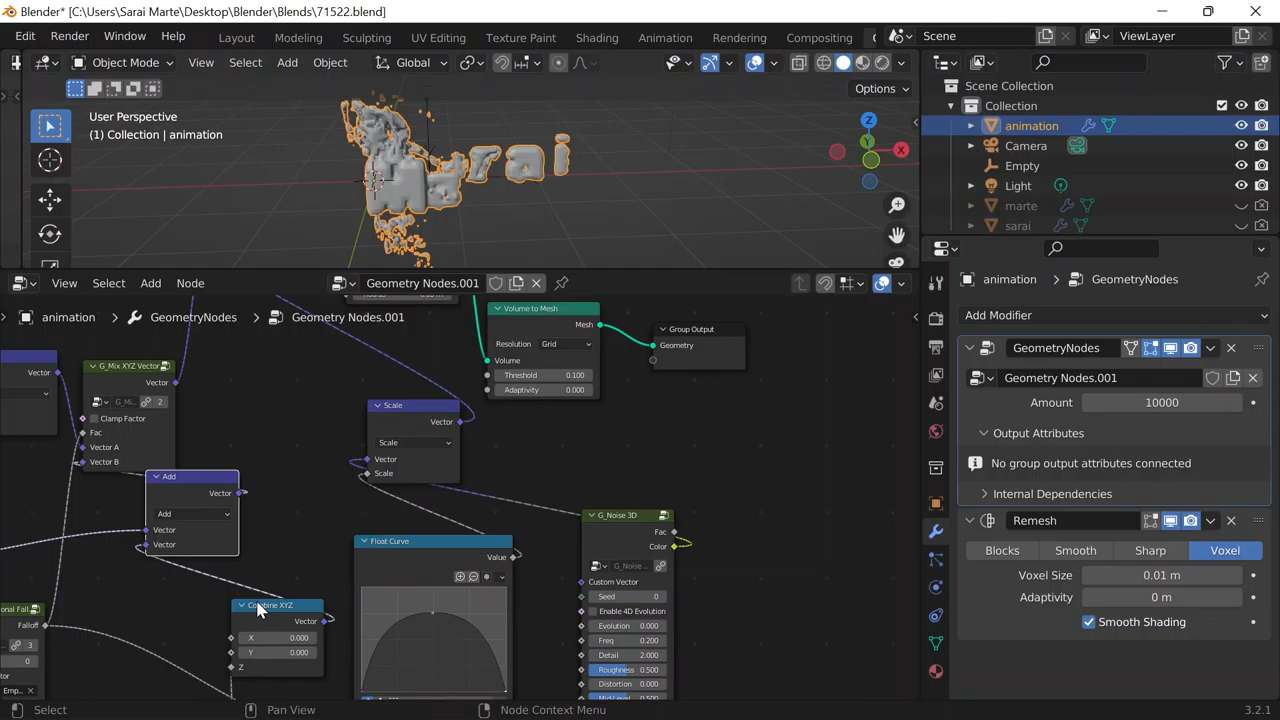 Blender* [C:\Users\Sarai Marte\Desktop\Blender\Blends\71522.blend]
Edit Render Window Help Layout Modeling Sculpting UV Editing Texture Paint Shading Animation Rendering Compositing Scene ViewLayer
Object Mode View Select Add Object Global
Options
User Perspective
(1) Collection | animation
Z
Y
X
Scene Collection
Collection
animation
Camera
Empty
Light
marte
sarai
View Select Add Node Geometry Nodes.001
animation > GeometryNodes > Geometry Nodes.001
Vector
G_Mix XYZ Vector
Vector
2
Clamp Factor
Fac
Vector A
Vector B
Add
Vector
Add
Vector
Vector
Falloff
3
0
Emp...
Combine XYZ
Vector
X 0.000
Y 0.000
Z
Volume to Mesh
Mesh
Resolution Grid
Volume
Threshold 0.100
Adaptivity 0.000
Group Output
Geometry
Scale
Vector
Scale
Vector
Scale
Float Curve
Value
G_Noise 3D
Fac
Color
G_Noise ...
Custom Vector
Seed 0
Enable 4D Evolution
Evolution 0.000
Freq 0.200
Detail 2.000
Roughness 0.500
Distortion 0.000
animation > GeometryNodes
Add Modifier
GeometryNodes
Geometry Nodes.001
Amount 10000
Output Attributes
No group output attributes connected
Internal Dependencies
Remesh
Blocks Smooth Sharp Voxel
Voxel Size 0.01 m
Adaptivity 0 m
Smooth Shading
Select Pan View Node Context Menu 3.2.1